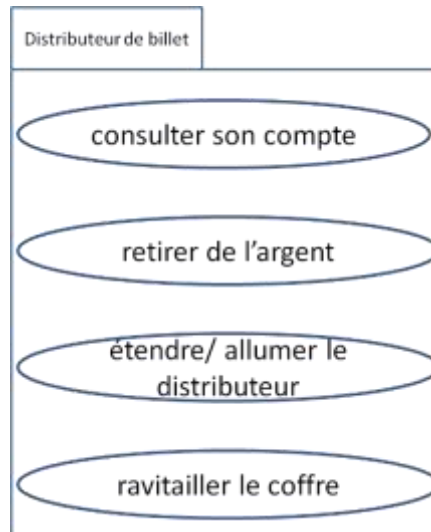 Distributeur de billet
consulter son compte
retirer de l’argent
étendre/ allumer le
distributeur
ravitailler le coffre